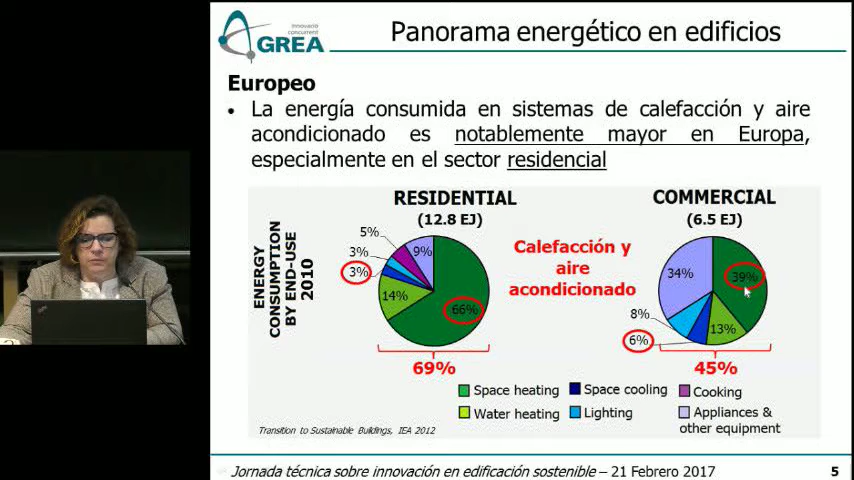 innovació
concurrent
GREA
Panorama energético en edificios
Europeo
• La energía consumida en sistemas de calefacción y aire
acondicionado es notablemente mayor en Europa,
especialmente en el sector residencial
ENERGY
CONSUMPTION
BY END-USE
2010
RESIDENTIAL
(12.8 EJ)
5%
9%
3%
3%
14%
66%
69%
Calefacción y
aire
acondicionado
COMMERCIAL
(6.5 EJ)
34%
39%
8%
6%
13%
45%
Space heating
Space cooling
Cooking
Water heating
Lighting
Appliances &
other equipment
Transition to Sustainable Buildings, IEA 2012
Jornada técnica sobre innovación en edificación sostenible – 21 Febrero 2017
5